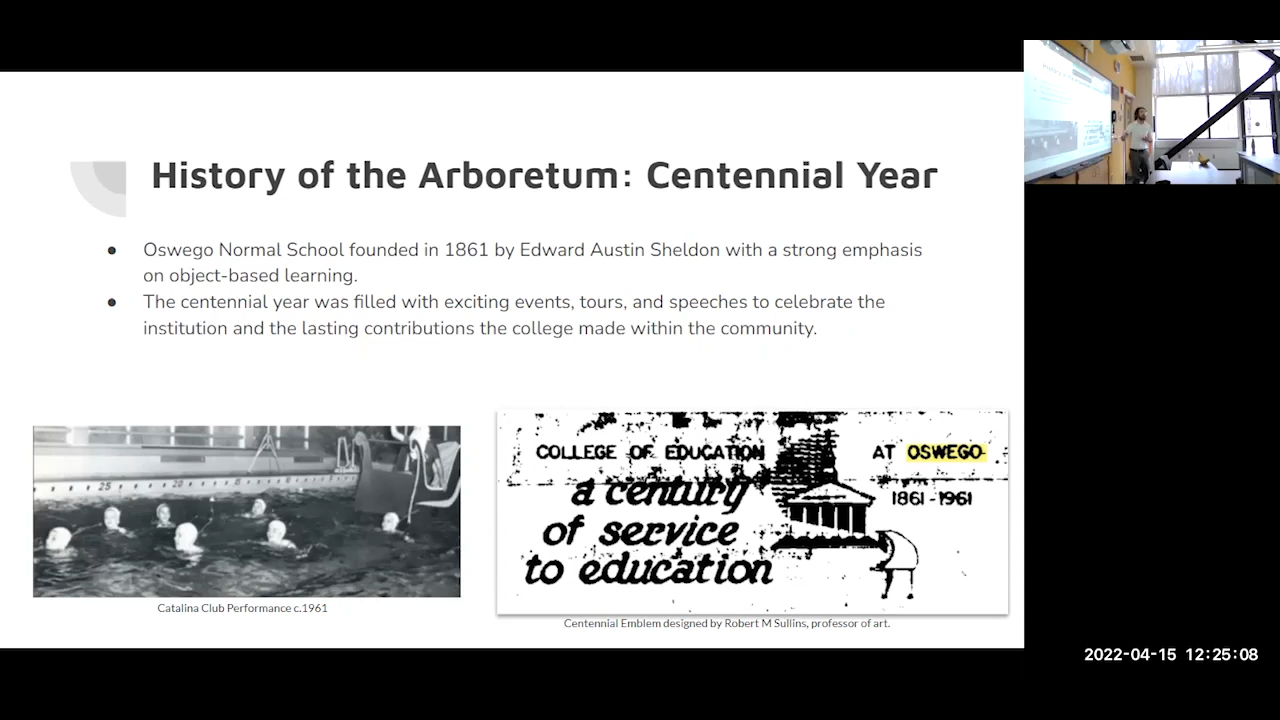 History of the Arboretum: Centennial Year
● Oswego Normal School founded in 1861 by Edward Austin Sheldon with a strong emphasis
on object-based learning.
● The centennial year was filled with exciting events, tours, and speeches to celebrate the
institution and the lasting contributions the college made within the community.
25 20 15 10
Catalina Club Performance c.1961
COLLEGE OF EDUCATION AT OSWEGO
1861-1961
a century
of service
to education
Centennial Emblem designed by Robert M Sullins, professor of art.
2022-04-15 12:25:08